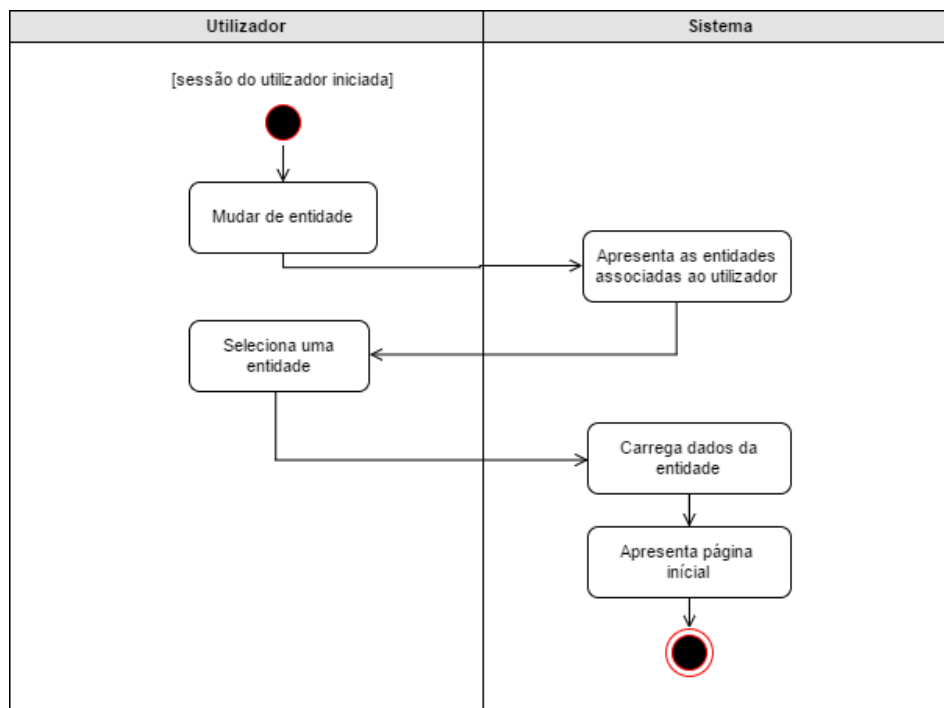 Utilizador
Sistema
[sessão do utilizador iniciada]
Mudar de entidade
Apresenta as entidades
associadas ao utilizador
Seleciona uma
entidade
Carrega dados da
entidade
Apresenta página
inícial